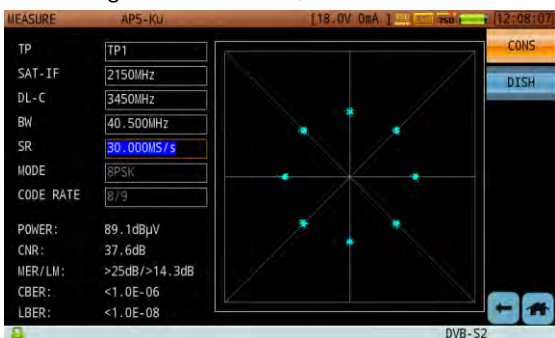 MEASURE AP5-Ku [18.0V 0mA ] 75Ω 12:08:07
TP TP1
SAT-IF 2150MHz
DL-C 3450MHz
BW 40.500MHz
SR 30.000MS/s
MODE 8PSK
CODE RATE 8/9
POWER: 89.1dBµV
CNR: 37.6dB
MER/LM: >25dB/>14.3dB
CBER: <1.0E-06
LBER: <1.0E-08
CONS
DISH
DVB-S2